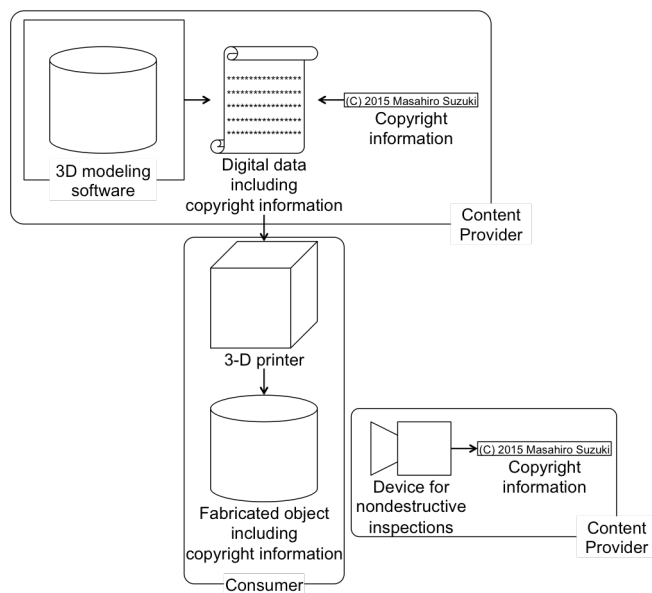 ****************
****************
****************
****************
****************
(C) 2015 Masahiro Suzuki
Copyright
information
3D modeling
software
Digital data
including
copyright information
Content
Provider
3-D printer
Fabricated object
including
copyright information
Consumer
(C) 2015 Masahiro Suzuki
Copyright
information
Device for
nondestructive
inspections
Content
Provider